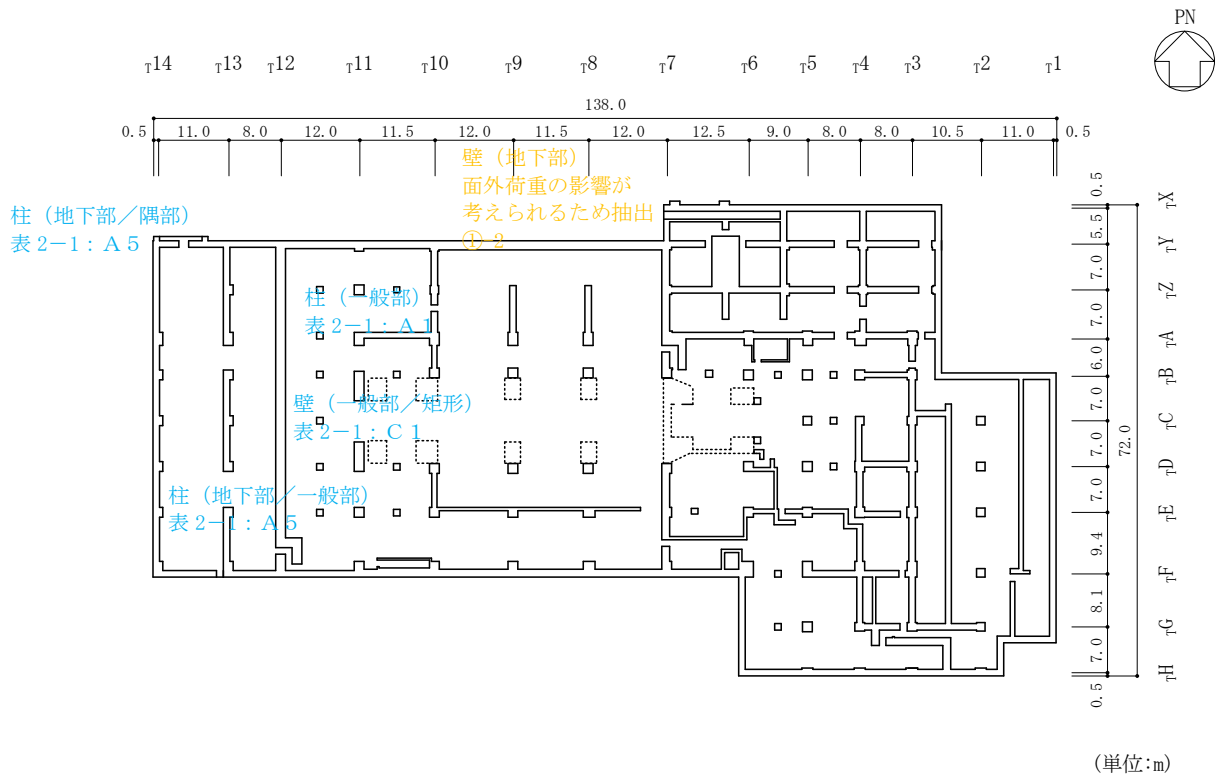 PN
T14 T13 T12 T11 T10 T9 T8 T7 T6 T5 T4 T3 T2 T1
138.0
0.5 11.0 8.0 12.0 11.5 12.0 11.5 12.0 12.5 9.0 8.0 8.0 10.5 11.0 0.5
壁（地下部）
面外荷重の影響が
考えられるため抽出
①-2
柱（地下部／隅部）
表2-1：A5
柱（一般部）
表2-1：A1
壁（一般部／矩形）
表2-1：C1
柱（地下部／一般部）
表2-1：A5
0.5
5.5
7.0
7.0
6.0
7.0
7.0
7.0
9.4
8.1
7.0
0.5
72.0
TX
TY
TZ
TA
TB
TC
TD
TE
TF
TG
TH
(単位:m)